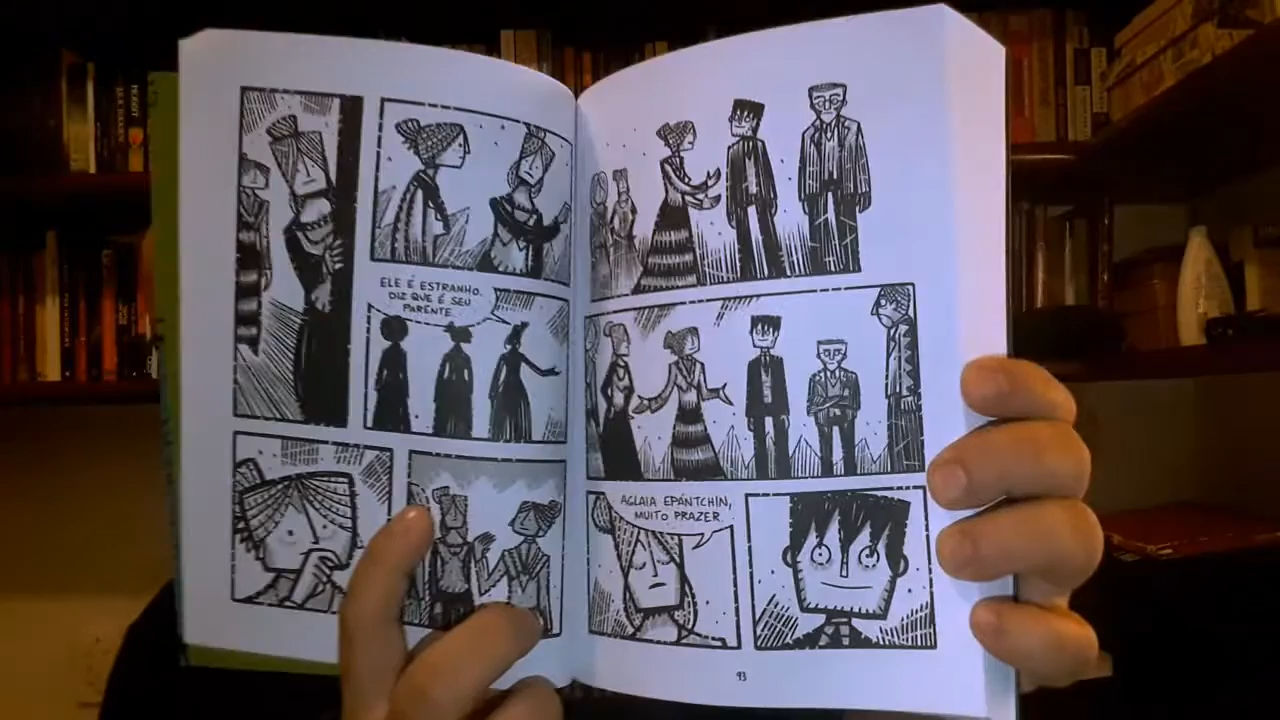 ELE É ESTRANHO.
DIZ QUE É SEU
PARENTE.
AGLAIA EPÁNTCHIN,
MUITO PRAZER.
93